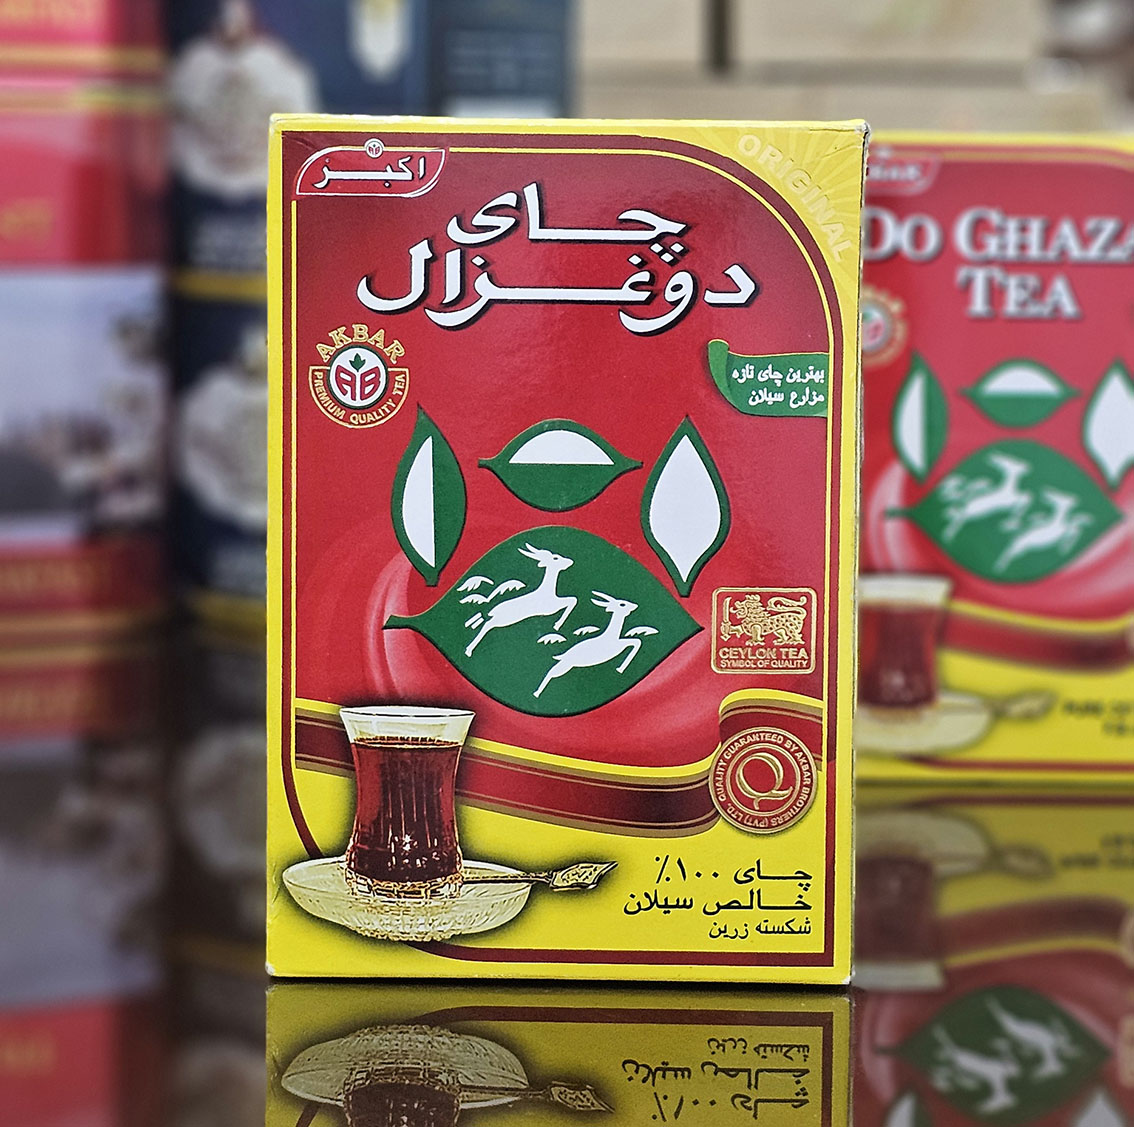 اکبر
ORIGINAL
چای
دوغزال
AKBAR
AB
PREMIUM QUALITY TEA
بهترین چای تازه
مزارع سیلان
CEYLON TEA
SYMBOL OF QUALITY
QUALITY GUARANTEED BY AKBAR BROTHERS (PVT) LTD.
Q
چای ۱۰۰٪
خالص سیلان
شکسته زرین
DO GHAZA
TEA